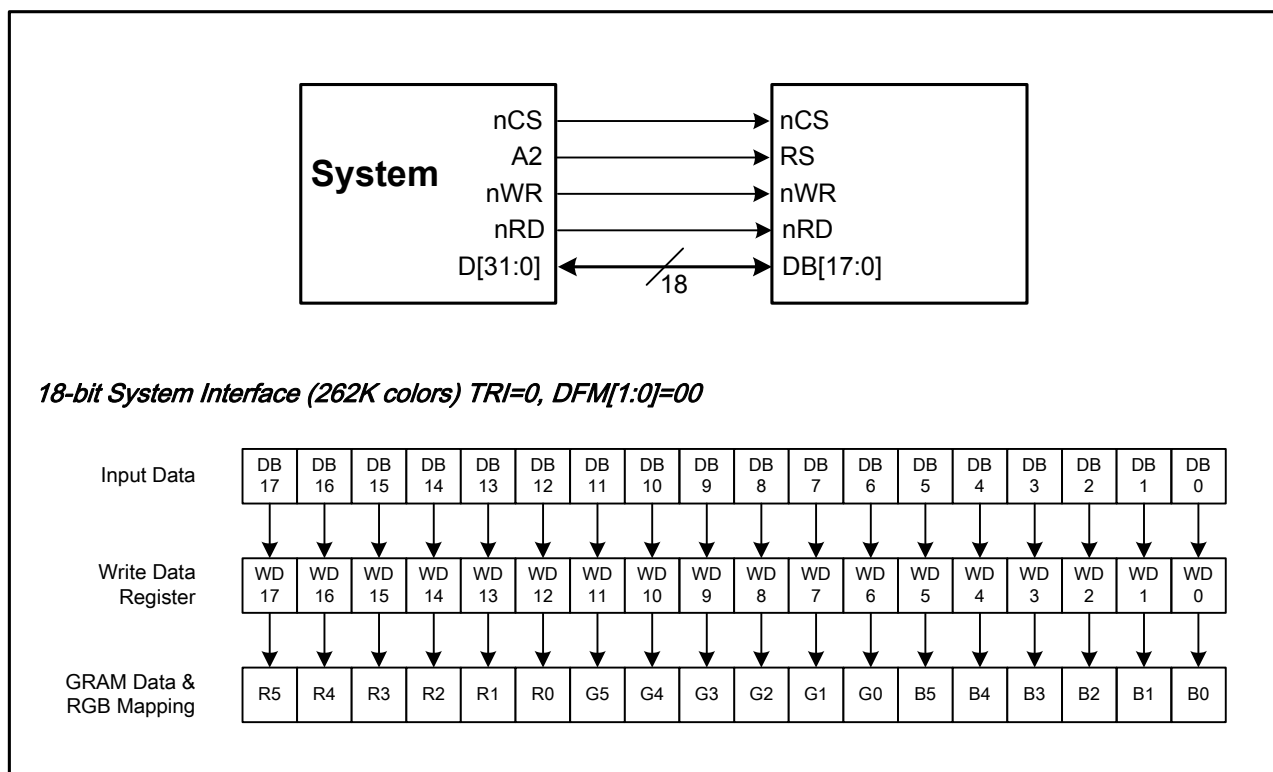 nCS nCS
System A2 RS
nWR nWR
nRD nRD
D[31:0] 18 DB[17:0]
18-bit System Interface (262K colors) TRI=0, DFM[1:0]=00
Input Data DB 17 DB 16 DB 15 DB 14 DB 13 DB 12 DB 11 DB 10 DB 9 DB 8 DB 7 DB 6 DB 5 DB 4 DB 3 DB 2 DB 1 DB 0
Write Data Register WD 17 WD 16 WD 15 WD 14 WD 13 WD 12 WD 11 WD 10 WD 9 WD 8 WD 7 WD 6 WD 5 WD 4 WD 3 WD 2 WD 1 WD 0
GRAM Data & RGB Mapping R5 R4 R3 R2 R1 R0 G5 G4 G3 G2 G1 G0 B5 B4 B3 B2 B1 B0